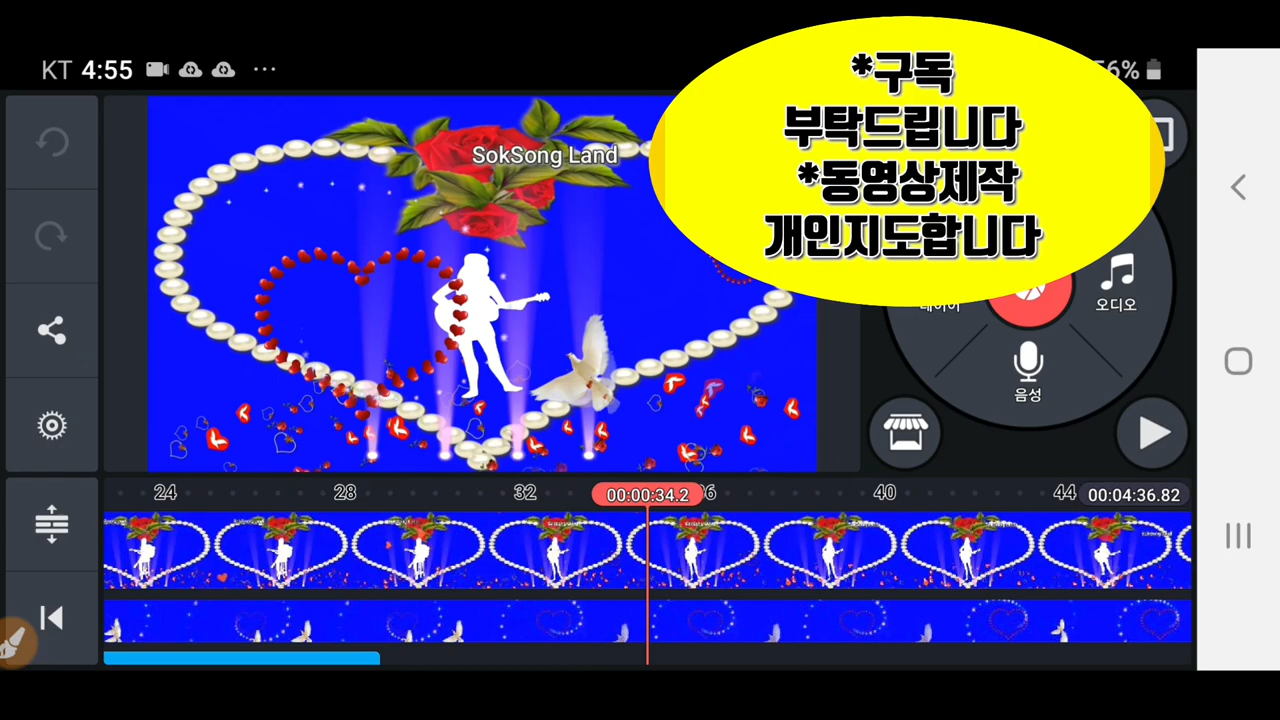 KT 4:55
56%
*구독
부탁드립니다
*동영상제작
개인지도합니다
SokSong Land
오디오
음성
24 28 32 00:00:34.2 36 40 44 00:04:36.82